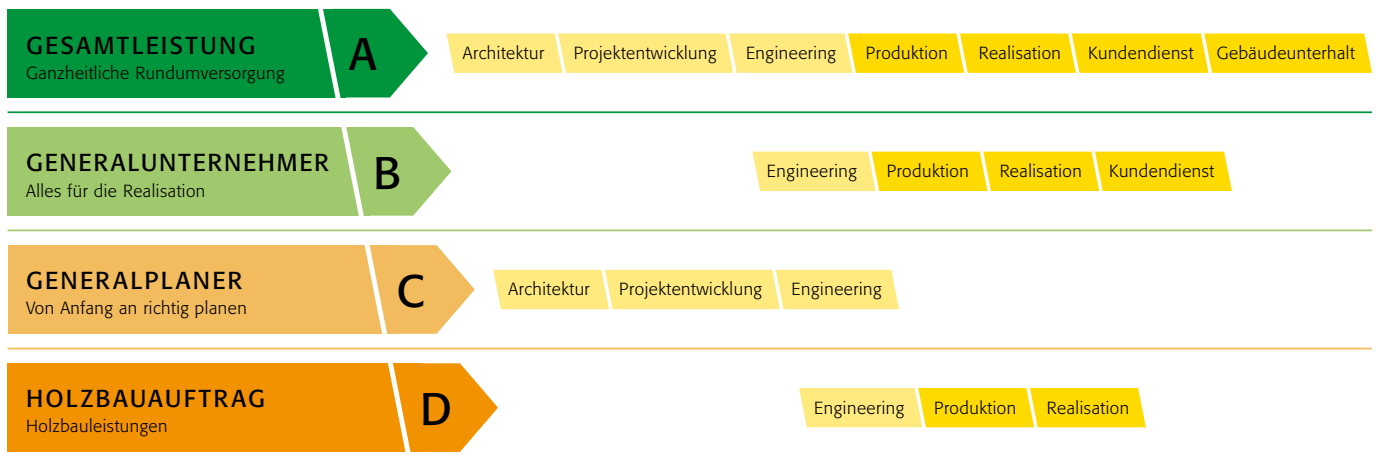 GESAMTLEISTUNG
Ganzheitliche Rundumversorgung
A
Architektur Projektentwicklung Engineering Produktion Realisation Kundendienst Gebäudeunterhalt
GENERALUNTERNEHMER
Alles für die Realisation
B
Engineering Produktion Realisation Kundendienst
GENERALPLANER
Von Anfang an richtig planen
C
Architektur Projektentwicklung Engineering
HOLZBAUAUFTRAG
Holzbauleistungen
D
Engineering Produktion Realisation